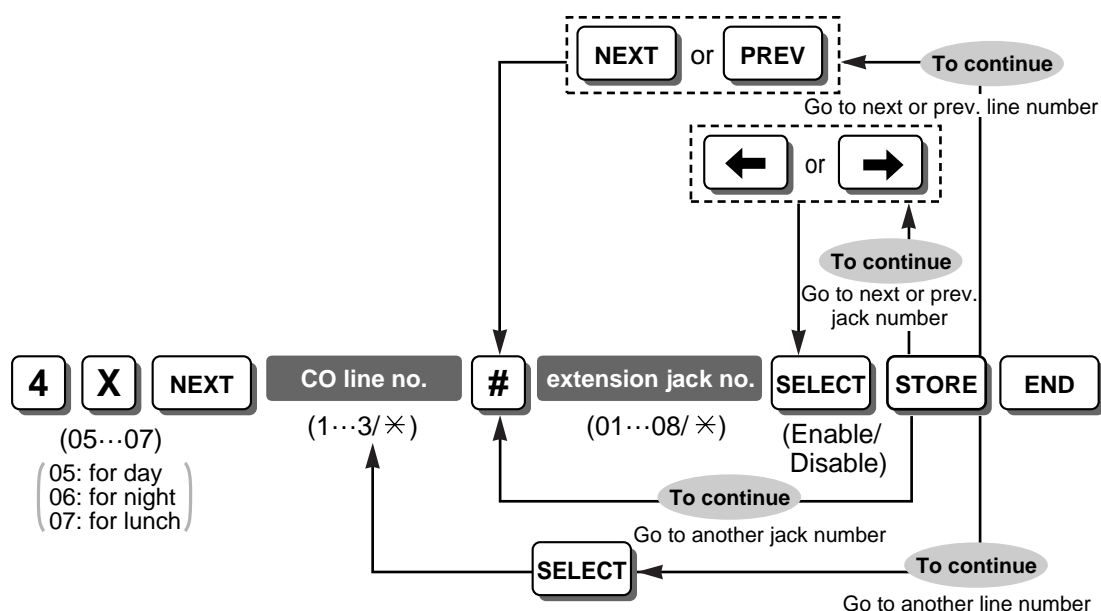 NEXT or PREV
To continue
Go to next or prev. line number
← or →
To continue
Go to next or prev.
jack number
4 X NEXT CO line no. # extension jack no. SELECT STORE END
(05···07)
(1···3/✳)
(01···08/ ✳)
(Enable/
Disable)
05: for day
06: for night
07: for lunch
To continue
Go to another jack number
SELECT
To continue
Go to another line number